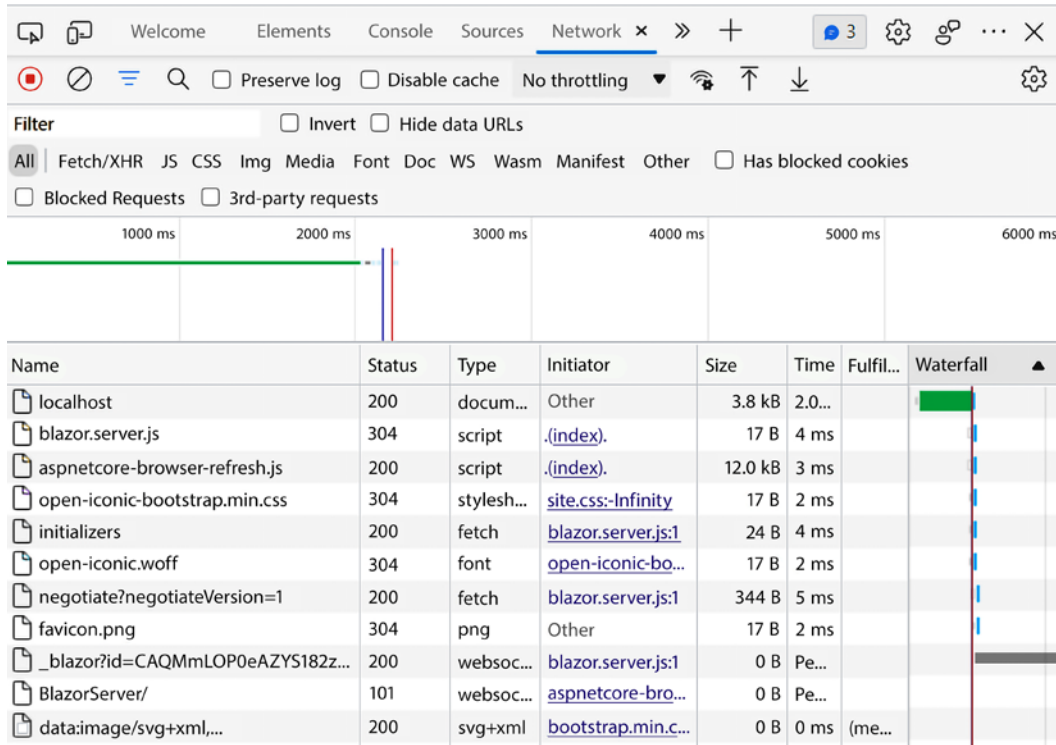 Welcome Elements Console Sources Network × » + 3 ··· ×
Preserve log Disable cache No throttling
Filter Invert Hide data URLs
All Fetch/XHR JS CSS Img Media Font Doc WS Wasm Manifest Other Has blocked cookies
Blocked Requests 3rd-party requests
1000 ms 2000 ms 3000 ms 4000 ms 5000 ms 6000 ms
Name Status Type Initiator Size Time Fulfil... Waterfall
localhost 200 docum... Other 3.8 kB 2.0...
blazor.server.js 304 script .(index). 17 B 4 ms
aspnetcore-browser-refresh.js 200 script .(index). 12.0 kB 3 ms
open-iconic-bootstrap.min.css 304 stylesh... site.css:-Infinity 17 B 2 ms
initializers 200 fetch blazor.server.js:1 24 B 4 ms
open-iconic.woff 304 font open-iconic-bo... 17 B 2 ms
negotiate?negotiateVersion=1 200 fetch blazor.server.js:1 344 B 5 ms
favicon.png 304 png Other 17 B 2 ms
_blazor?id=CAQMmLOP0eAZYS182z... 200 websoc... blazor.server.js:1 0 B Pe...
BlazorServer/ 101 websoc... aspnetcore-bro... 0 B Pe...
data:image/svg+xml,... 200 svg+xml bootstrap.min.c... 0 B 0 ms (me...